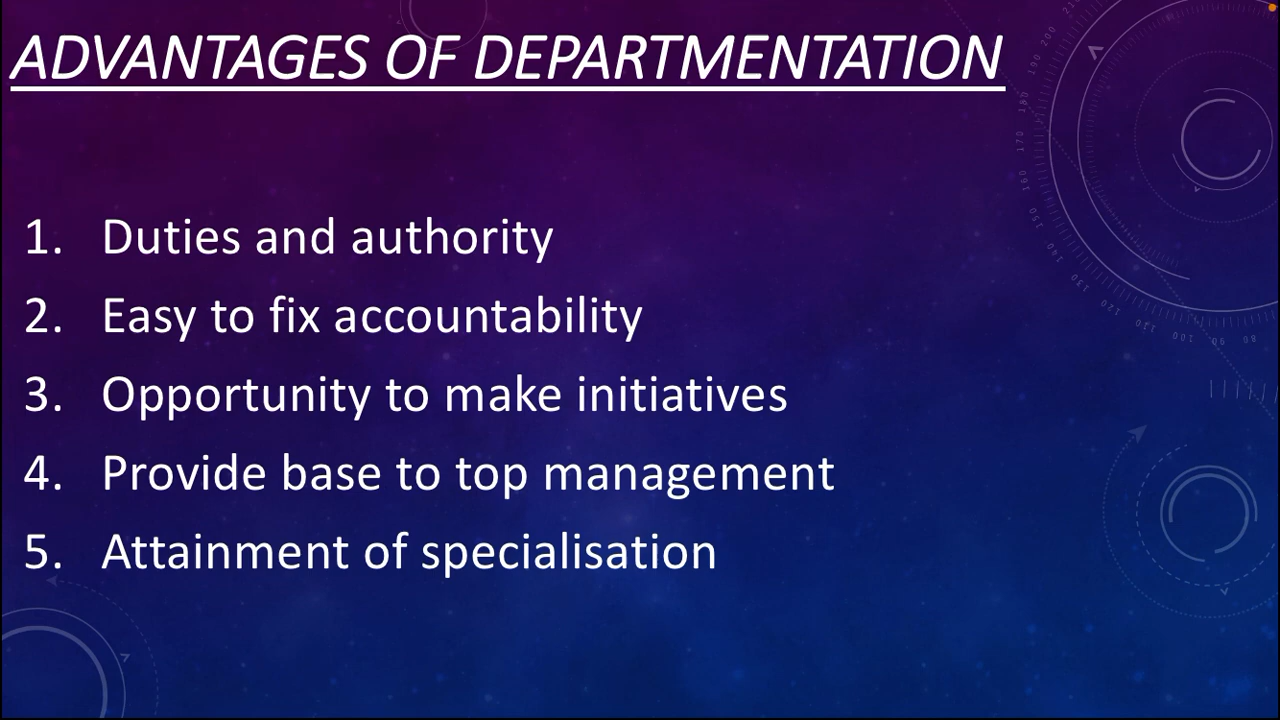 ADVANTAGES OF DEPARTMENTATION
1. Duties and authority
2. Easy to fix accountability
3. Opportunity to make initiatives
4. Provide base to top management
5. Attainment of specialisation